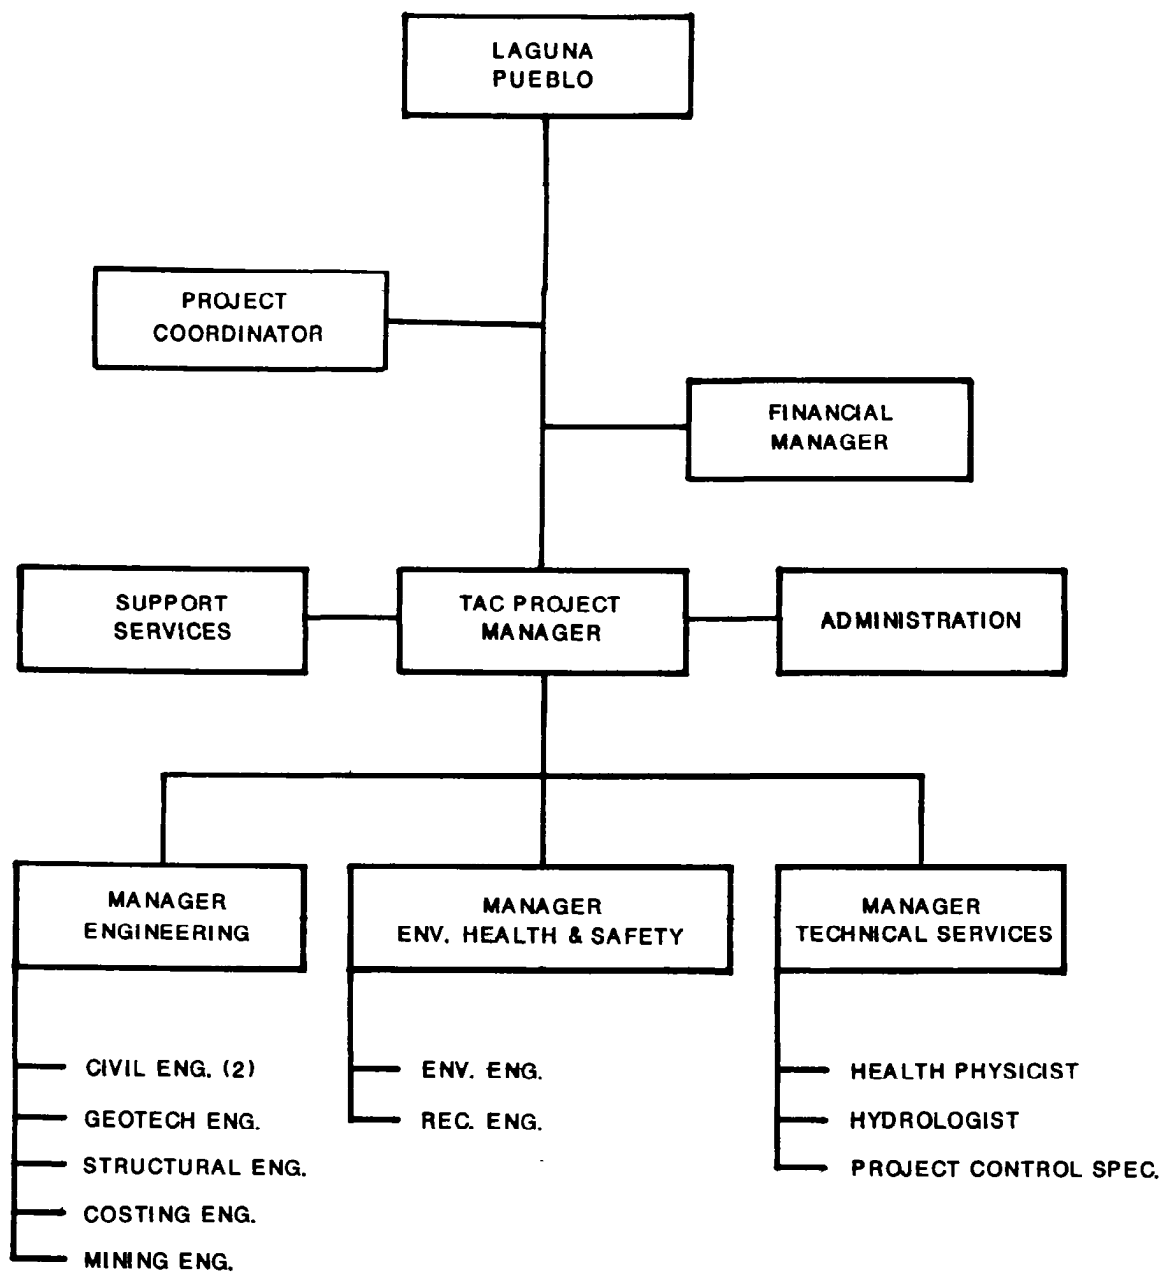 LAGUNA
PUEBLO
PROJECT
COORDINATOR
FINANCIAL
MANAGER
SUPPORT
SERVICES
TAC PROJECT
MANAGER
ADMINISTRATION
MANAGER
ENGINEERING
MANAGER
ENV. HEALTH & SAFETY
MANAGER
TECHNICAL SERVICES
CIVIL ENG. (2)
GEOTECH ENG.
STRUCTURAL ENG.
COSTING ENG.
MINING ENG.
ENV. ENG.
REC. ENG.
HEALTH PHYSICIST
HYDROLOGIST
PROJECT CONTROL SPEC.